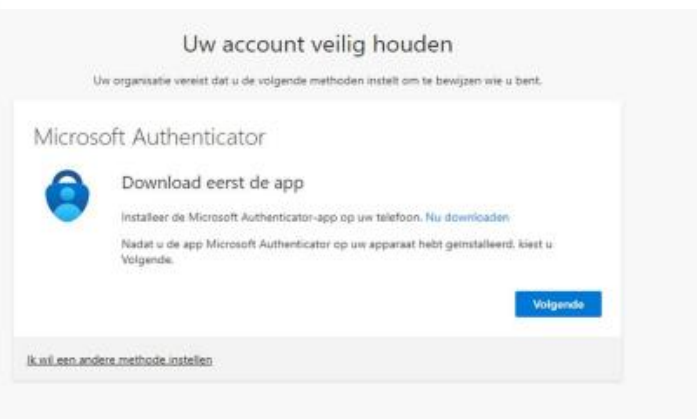 Uw account veilig houden
Uw organisatie vereist dat u de volgende methoden instelt om te bewijzen wie u bent.
Microsoft Authenticator
Download eerst de app
Installeer de Microsoft Authenticator-app op uw telefoon. Nu downloaden
Nadat u de app Microsoft Authenticator op uw apparaat hebt geïnstalleerd, kiest u
Volgende.
Volgende
Ik wil een andere methode instellen